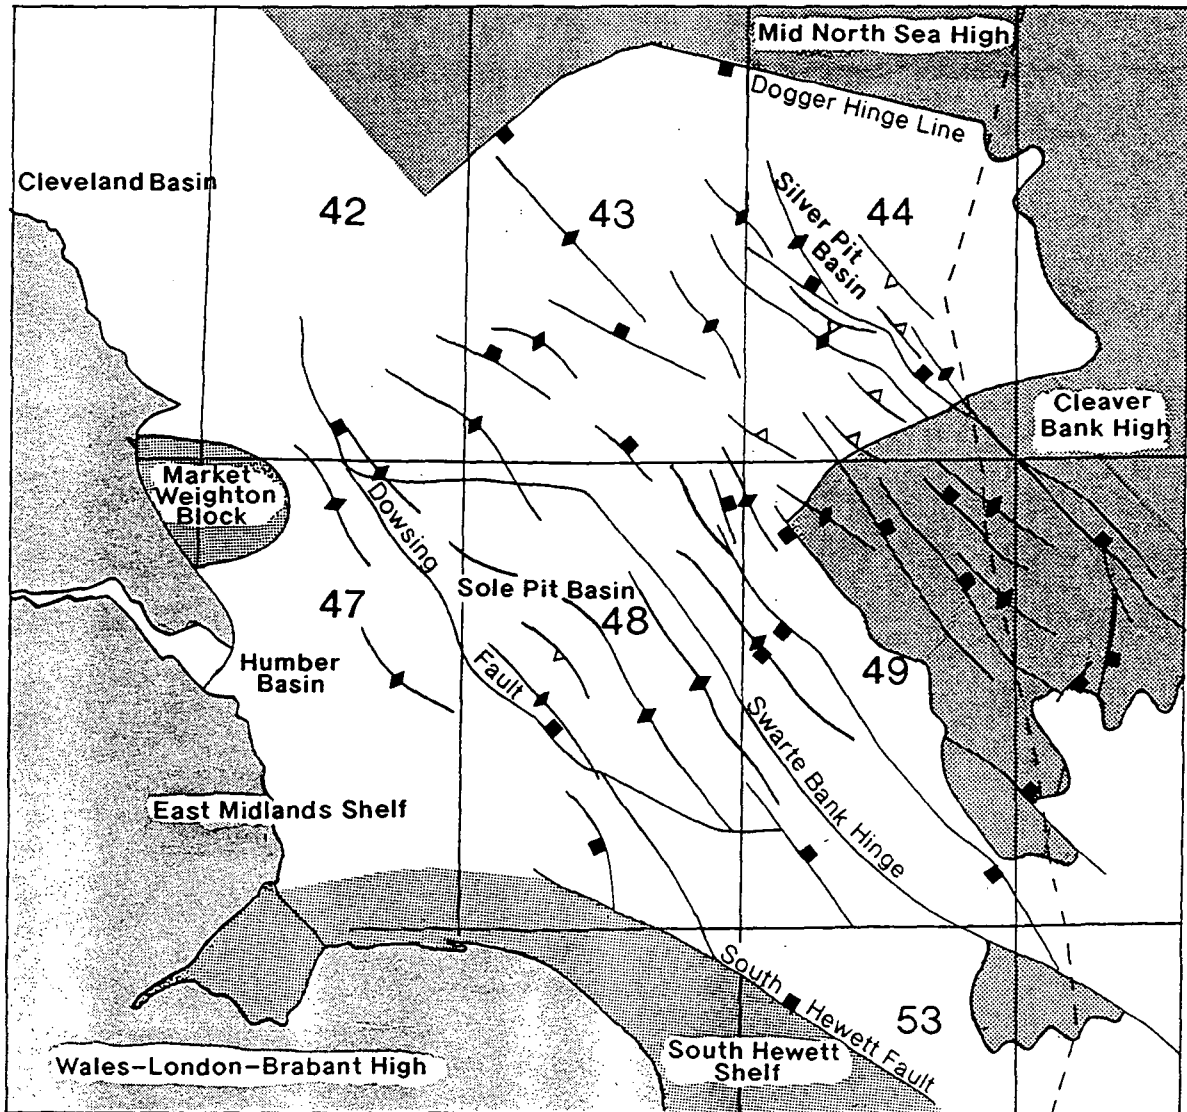 Mid North Sea High
Dogger Hinge Line
Cleveland Basin
42
43
44
Silver Pit
Basin
Cleaver
Bank High
Market
Weighton
Block
Dowsing
Fault
Sole Pit Basin
47
48
49
Humber
Basin
Swarte Bank Hinge
East Midlands Shelf
South Hewett Fault
53
South Hewett
Shelf
Wales–London–Brabant High